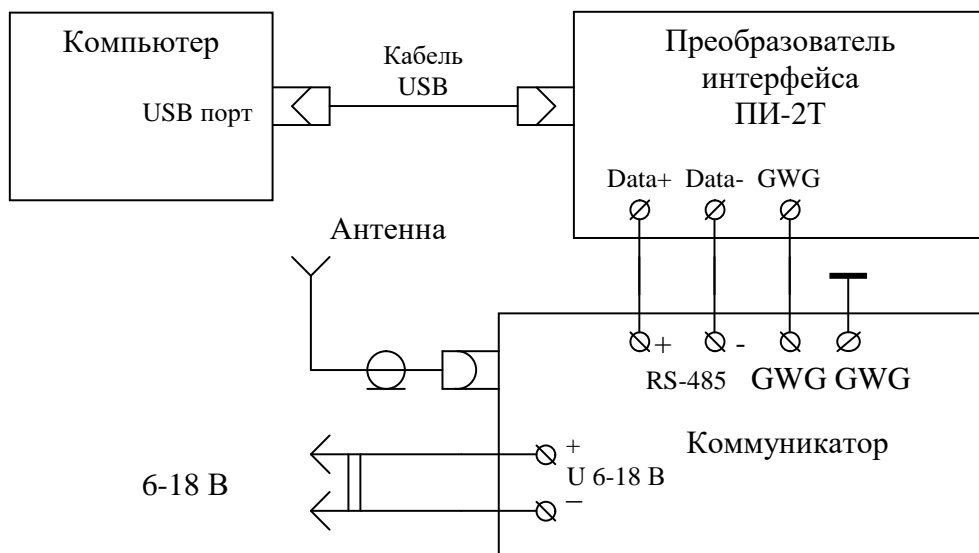 Компьютер
USB порт
Кабель
USB
Преобразователь
интерфейса
ПИ-2Т
Data+ Data- GWG
Антенна
+ -
RS-485 GWG GWG
Коммуникатор
6-18 В
+
U 6-18 В
–